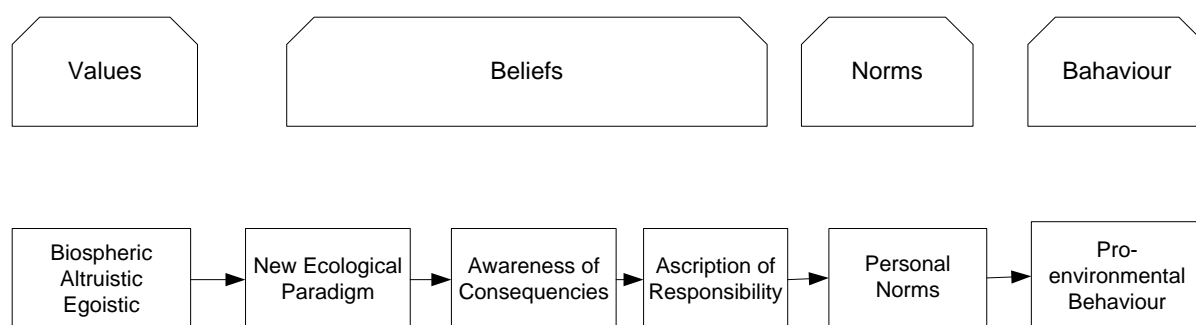 Values
Beliefs
Norms
Bahaviour
Biospheric
Altruistic
Egoistic
New Ecological
Paradigm
Awareness of
Consequencies
Ascription of
Responsibility
Personal
Norms
Pro-
environmental
Behaviour